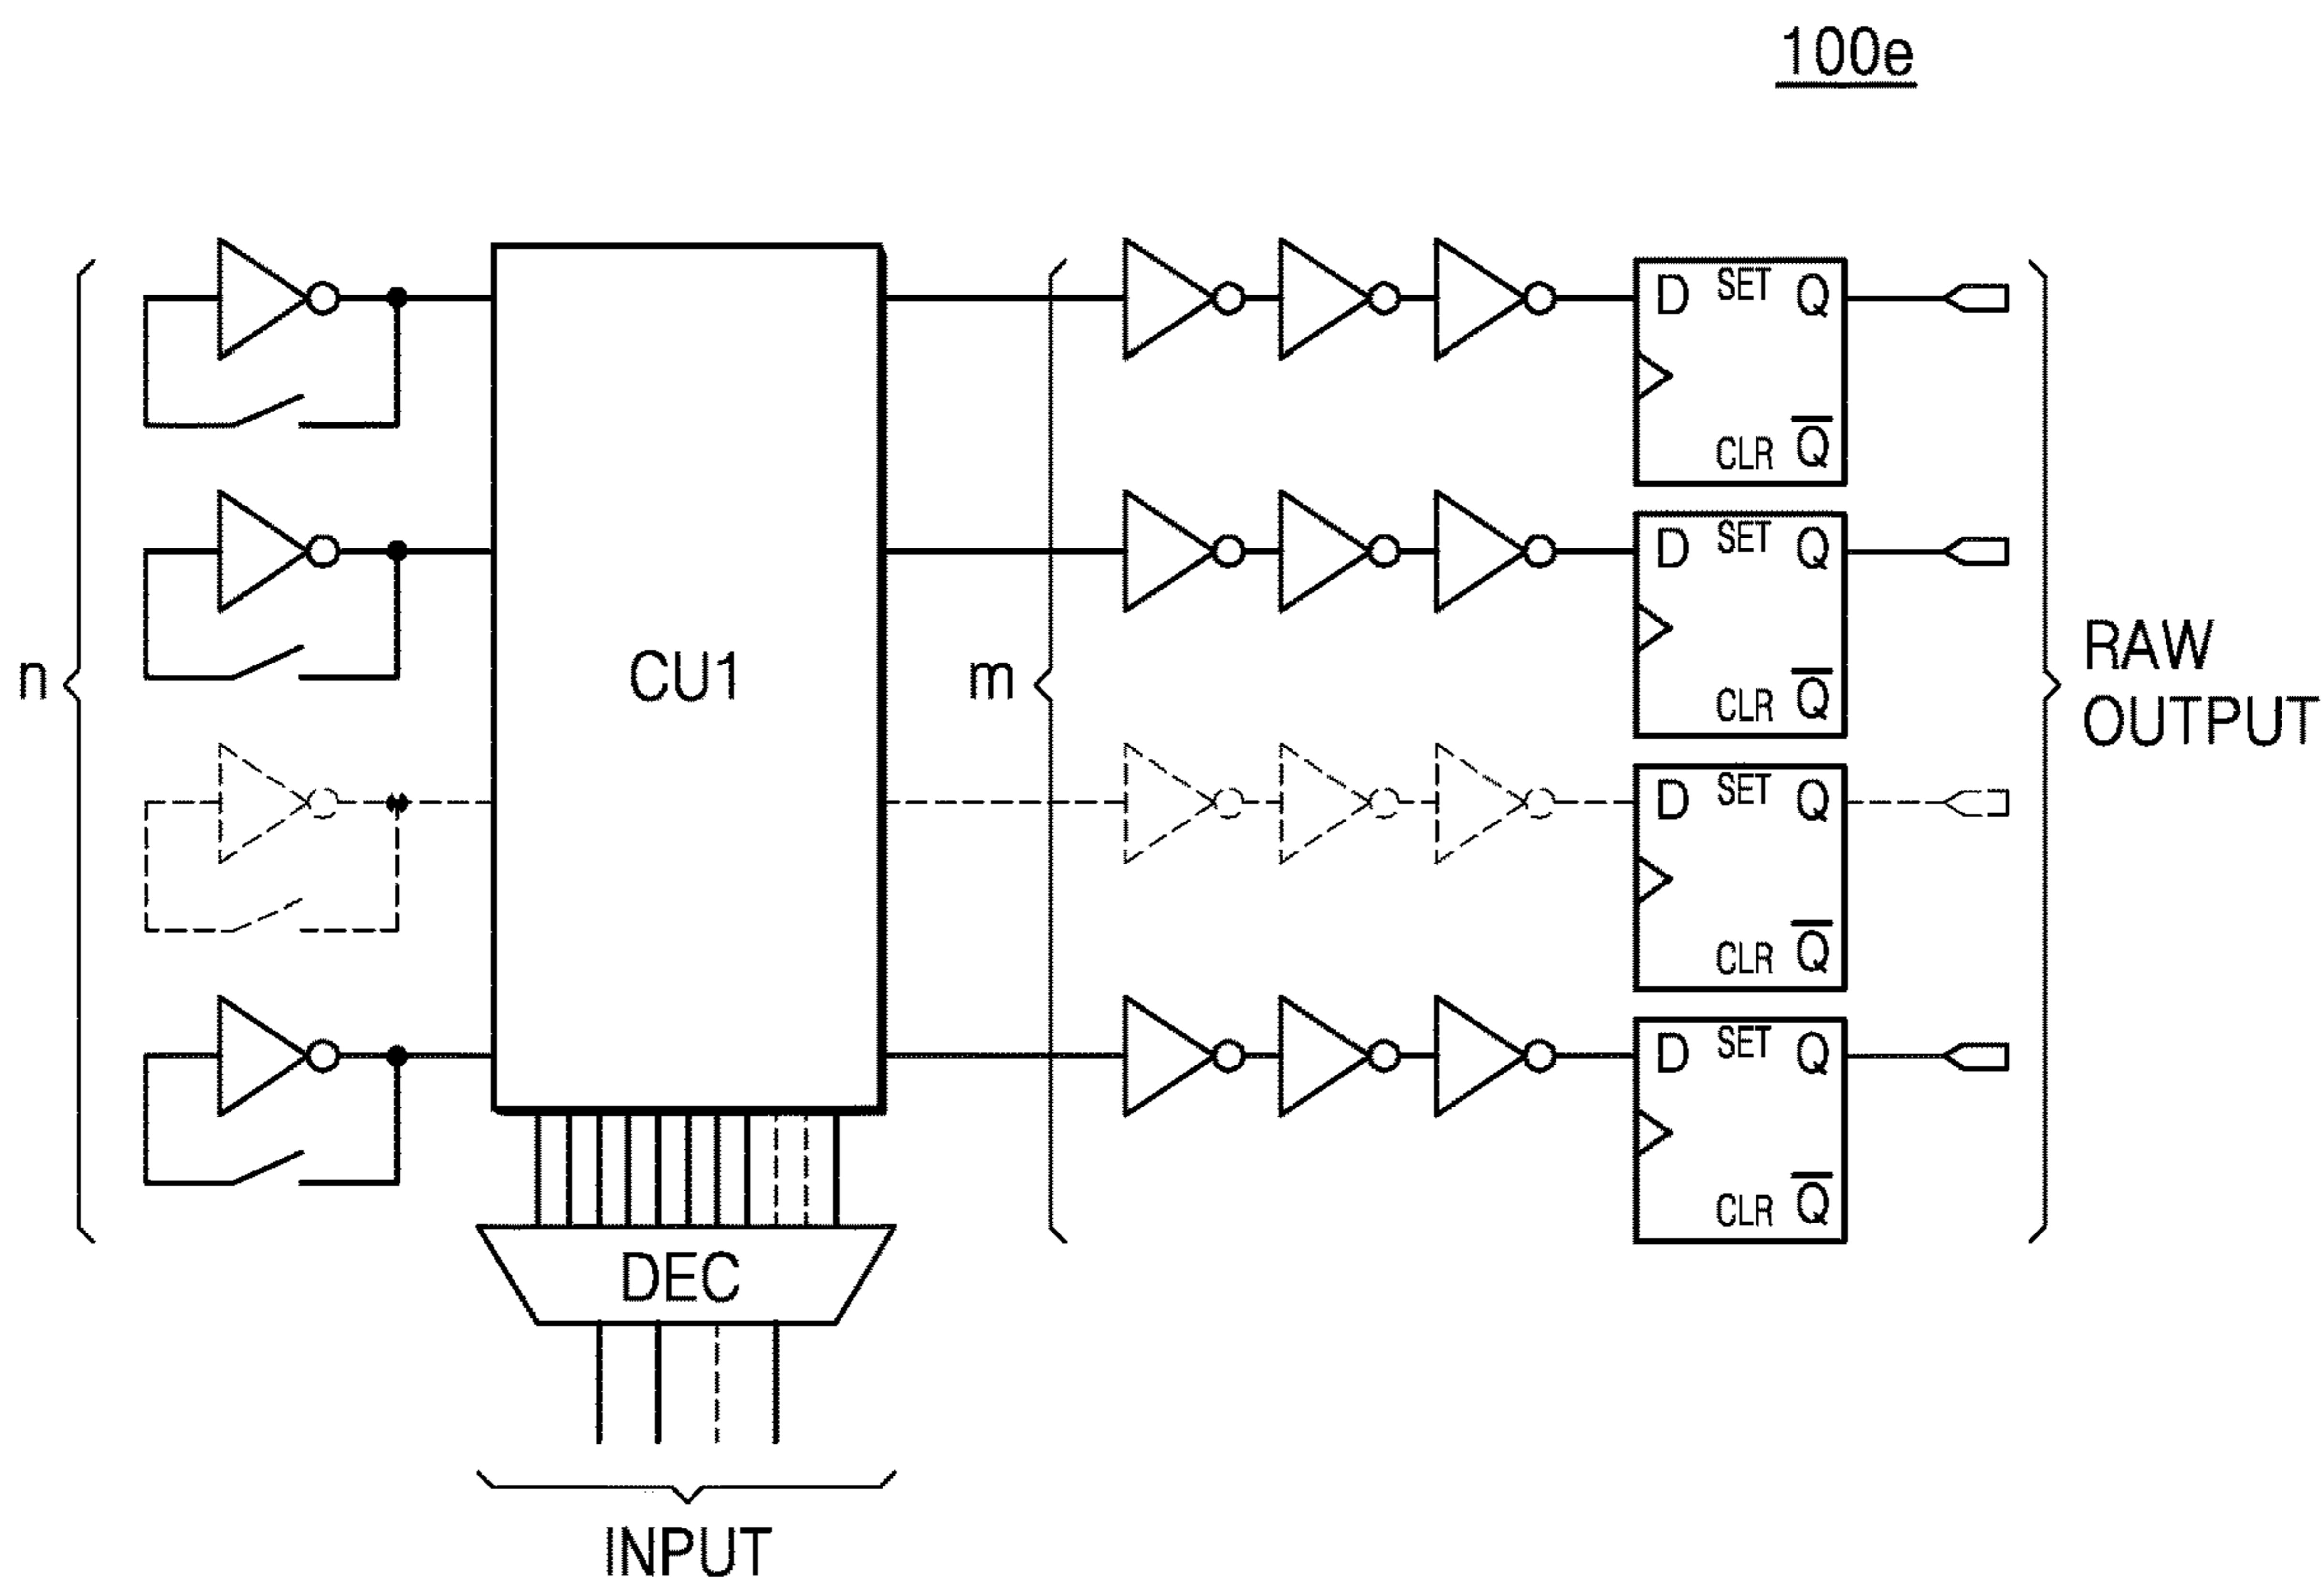 100e
n
CU1
m
D SET Q
CLR Q̅
D SET Q
CLR Q̅
D SET Q
CLR Q̅
D SET Q
CLR Q̅
RAW
OUTPUT
DEC
INPUT